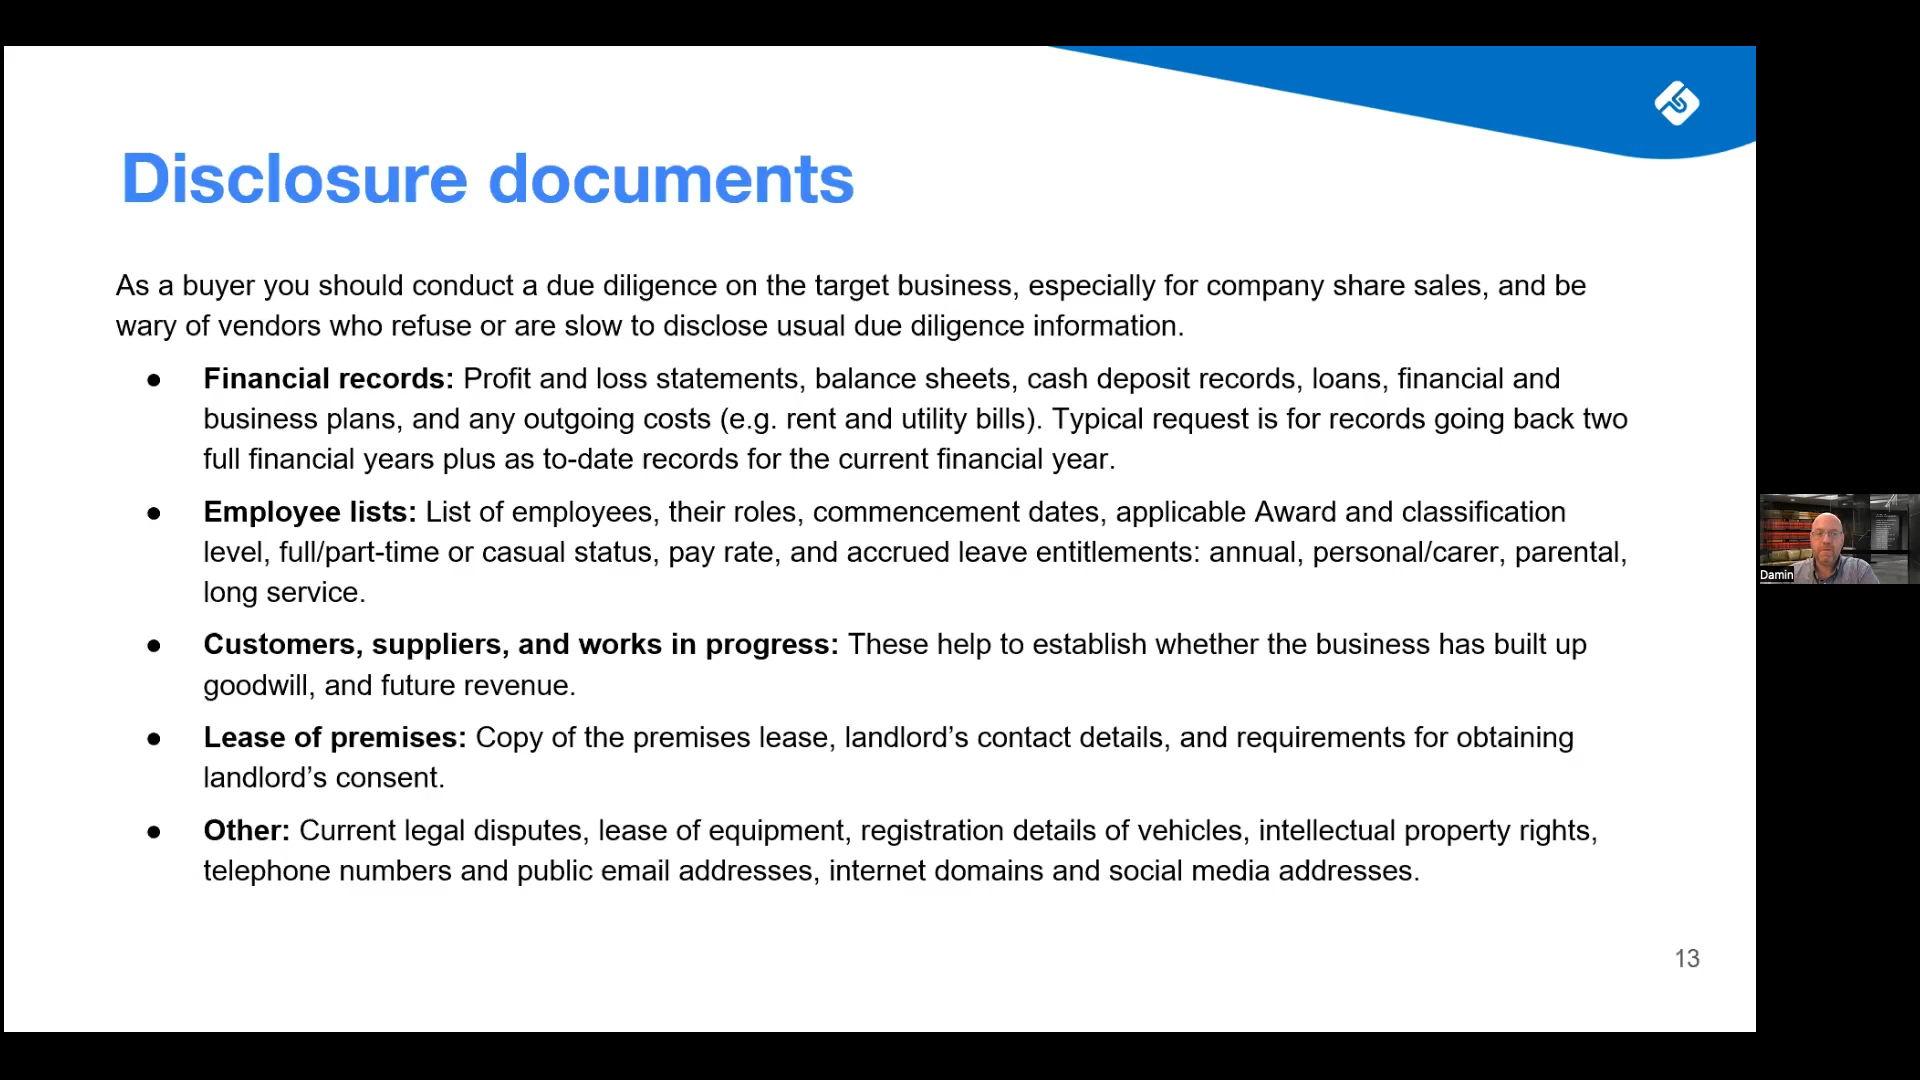 Disclosure documents
As a buyer you should conduct a due diligence on the target business, especially for company share sales, and be
wary of vendors who refuse or are slow to disclose usual due diligence information.
● Financial records: Profit and loss statements, balance sheets, cash deposit records, loans, financial and
business plans, and any outgoing costs (e.g. rent and utility bills). Typical request is for records going back two
full financial years plus as to-date records for the current financial year.
● Employee lists: List of employees, their roles, commencement dates, applicable Award and classification
level, full/part-time or casual status, pay rate, and accrued leave entitlements: annual, personal/carer, parental,
long service.
● Customers, suppliers, and works in progress: These help to establish whether the business has built up
goodwill, and future revenue.
● Lease of premises: Copy of the premises lease, landlord’s contact details, and requirements for obtaining
landlord’s consent.
● Other: Current legal disputes, lease of equipment, registration details of vehicles, intellectual property rights,
telephone numbers and public email addresses, internet domains and social media addresses.
13
Damin